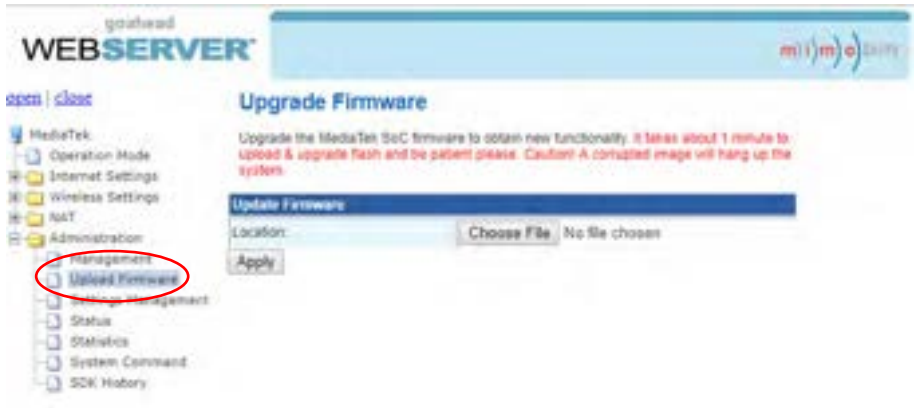 goahead
WEBSERVER
m(i)m)o)
open | close
MediaTek
Operation Mode
Internet Settings
Wireless Settings
NAT
Administration
Management
Upload Firmware
Settings Management
Status
Statistics
System Command
SDK History
Upgrade Firmware
Upgrade the MediaTek SoC firmware to obtain new functionality. It takes about 1 minute to
upload & upgrade flash and be patient please. Caution! A corrupted image will hang up the
system.
Update Firmware
Location:
Choose File No file chosen
Apply